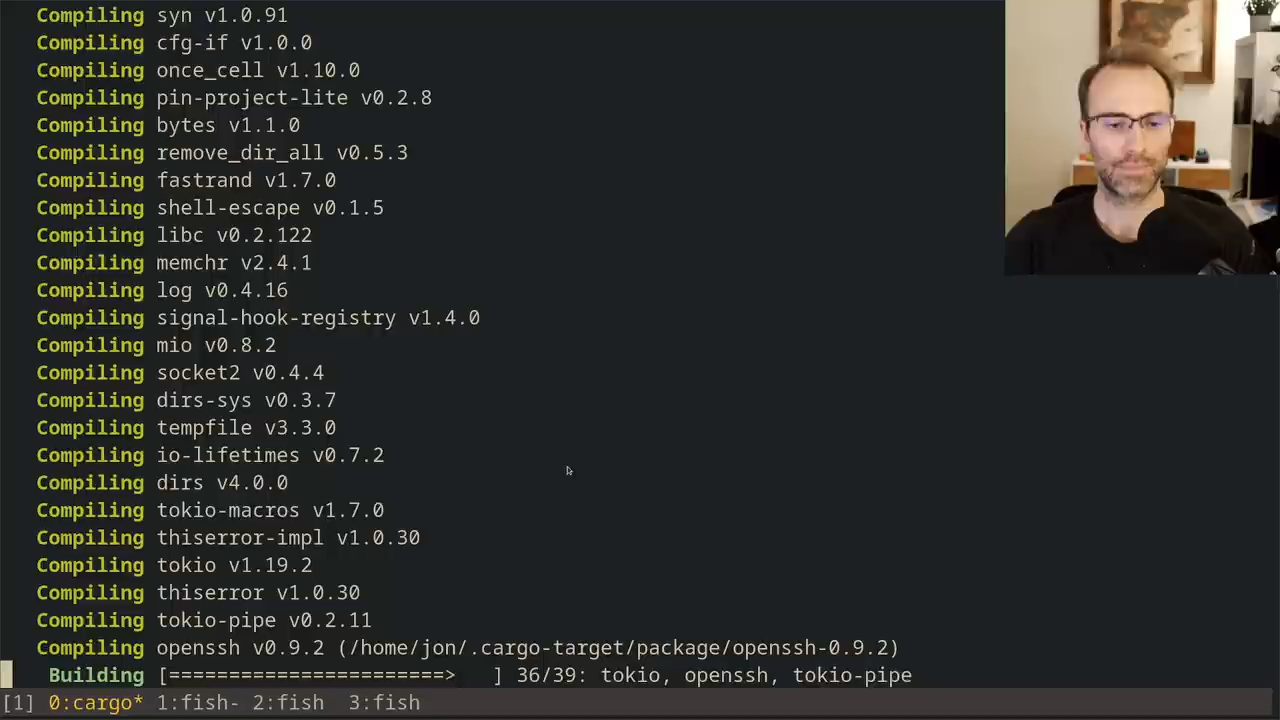 Compiling syn v1.0.91
Compiling cfg-if v1.0.0
Compiling once_cell v1.10.0
Compiling pin-project-lite v0.2.8
Compiling bytes v1.1.0
Compiling remove_dir_all v0.5.3
Compiling fastrand v1.7.0
Compiling shell-escape v0.1.5
Compiling libc v0.2.122
Compiling memchr v2.4.1
Compiling log v0.4.16
Compiling signal-hook-registry v1.4.0
Compiling mio v0.8.2
Compiling socket2 v0.4.4
Compiling dirs-sys v0.3.7
Compiling tempfile v3.3.0
Compiling io-lifetimes v0.7.2
Compiling dirs v4.0.0
Compiling tokio-macros v1.7.0
Compiling thiserror-impl v1.0.30
Compiling tokio v1.19.2
Compiling thiserror v1.0.30
Compiling tokio-pipe v0.2.11
Compiling openssh v0.9.2 (/home/jon/.cargo-target/package/openssh-0.9.2)
Building [=======================>   ] 36/39: tokio, openssh, tokio-pipe
[1] 0:cargo* 1:fish- 2:fish  3:fish